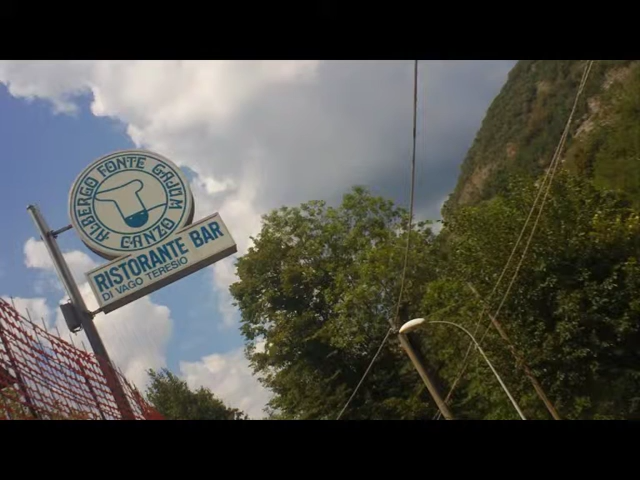 ALBERGO FONTE GAJUM
CANZO
RISTORANTE BAR
DI VAGO TERESIO